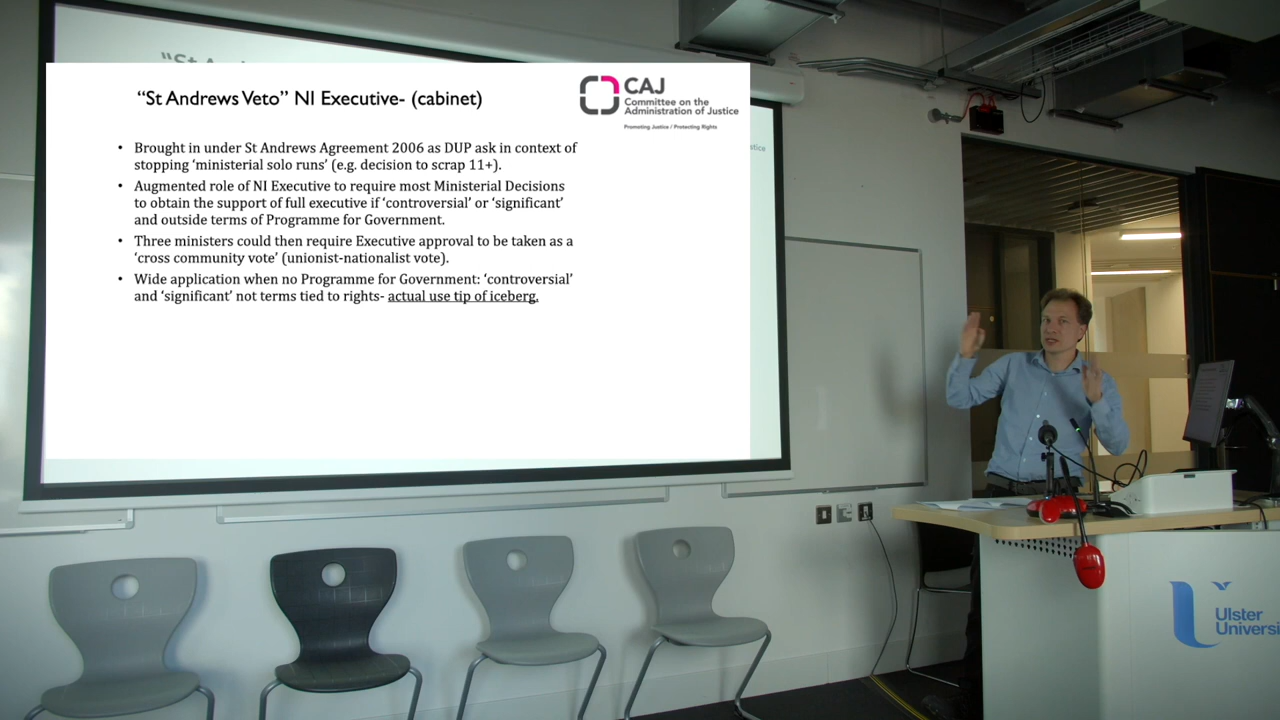 "St A
"St Andrews Veto" NI Executive- (cabinet)
CAJ
Committee on the
Administration of Justice
Promoting Justice / Protecting Rights
• Brought in under St Andrews Agreement 2006 as DUP ask in context of
stopping 'ministerial solo runs' (e.g. decision to scrap 11+).
• Augmented role of NI Executive to require most Ministerial Decisions
to obtain the support of full executive if 'controversial' or 'significant'
and outside terms of Programme for Government.
• Three ministers could then require Executive approval to be taken as a
'cross community vote' (unionist-nationalist vote).
• Wide application when no Programme for Government: 'controversial'
and 'significant' not terms tied to rights- actual use tip of iceberg.
stice
Ulster
Universi